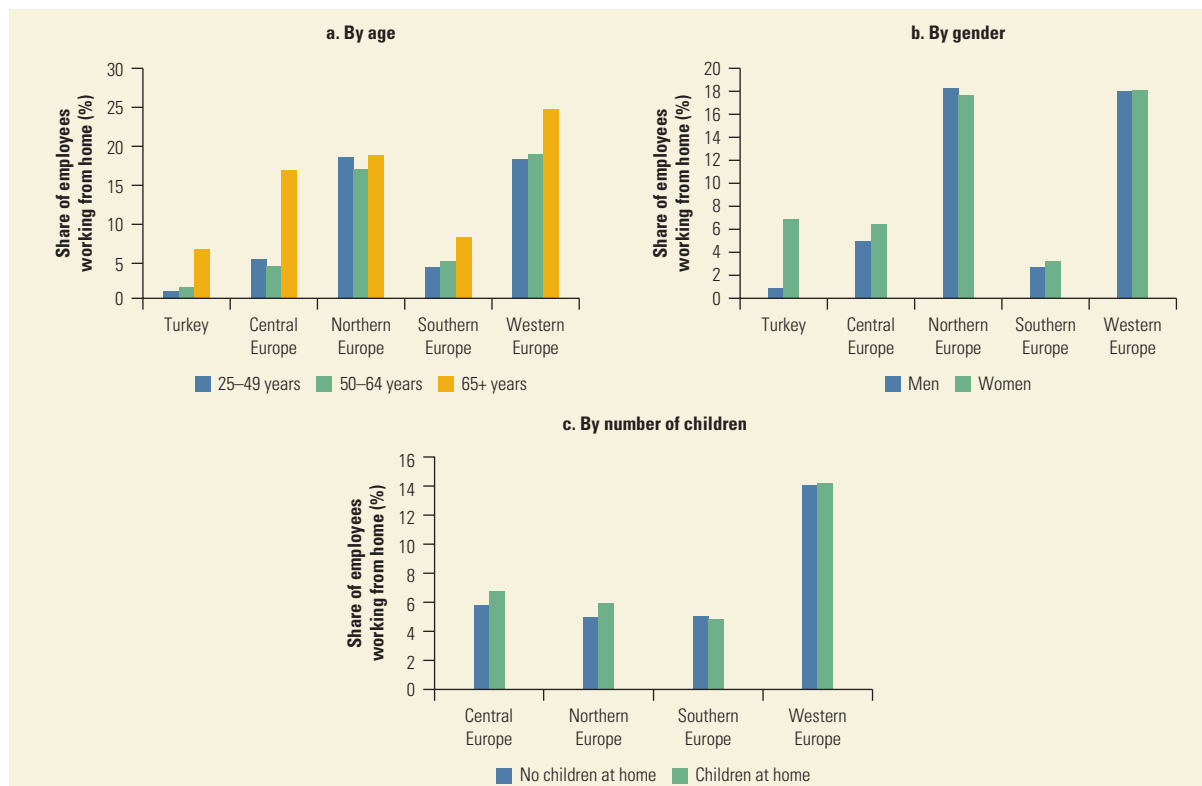 a. By age
Share of employees
working from home (%)
30
25
20
15
10
5
0
Turkey
Central
Europe
Northern
Europe
Southern
Europe
Western
Europe
25–49 years 50–64 years 65+ years
b. By gender
Share of employees
working from home (%)
20
18
16
14
12
10
8
6
4
2
0
Turkey
Central
Europe
Northern
Europe
Southern
Europe
Western
Europe
Men Women
c. By number of children
Share of employees
working from home (%)
16
14
12
10
8
6
4
2
0
Central
Europe
Northern
Europe
Southern
Europe
Western
Europe
No children at home Children at home